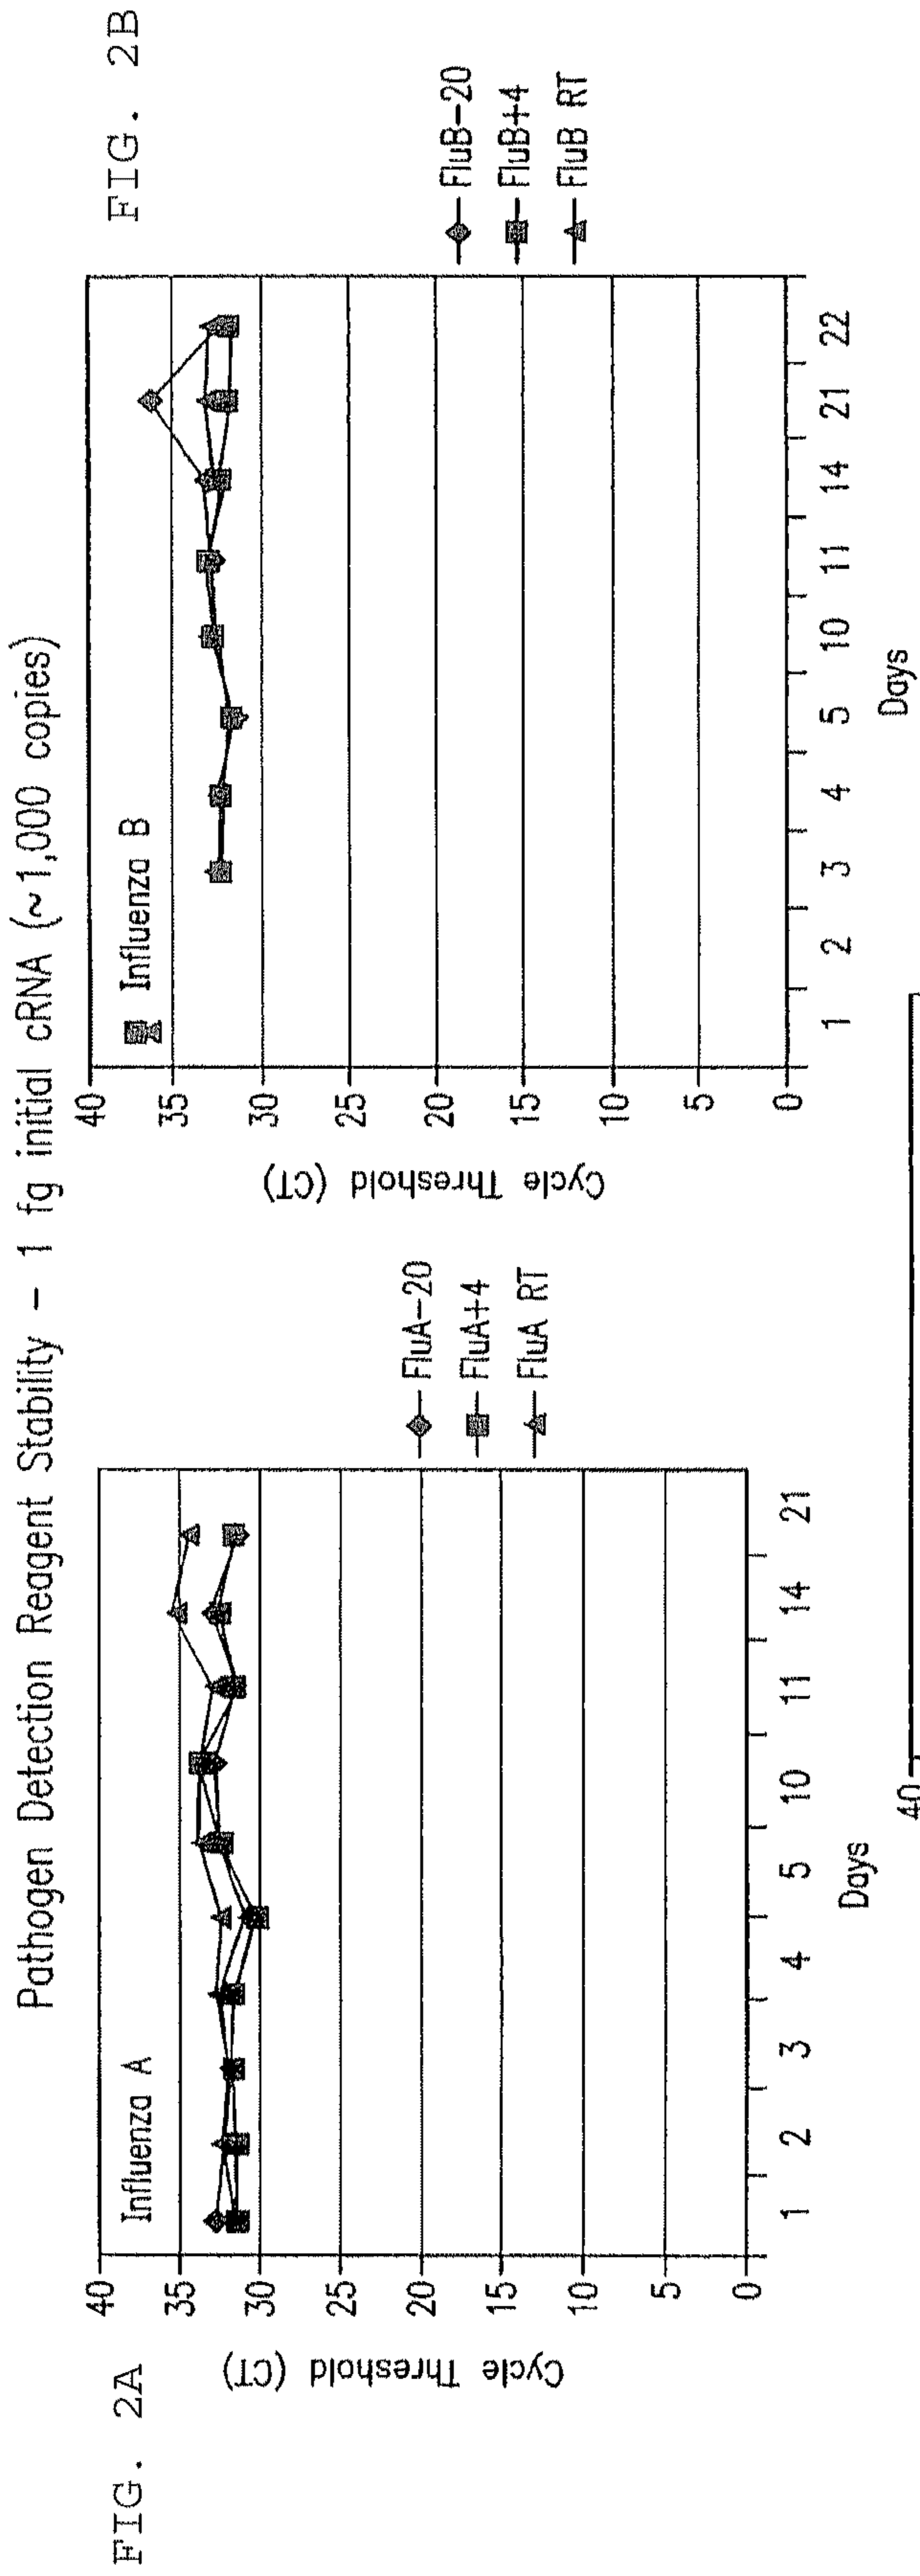 Pathogen Detection Reagent Stability – 1 fg initial cRNA (~1,000 copies)
FIG. 2A
Influenza A
40
35
30
25
20
15
10
5
0
Cycle Threshold (CT)
1 2 3 4 5 10 11 14 21
Days
FluA-20
FluA+4
FluA RT
FIG. 2B
Influenza B
40
35
30
25
20
15
10
5
0
Cycle Threshold (CT)
1 2 3 4 5 10 11 14 21 22
Days
FluB-20
FluB+4
FluB RT
40